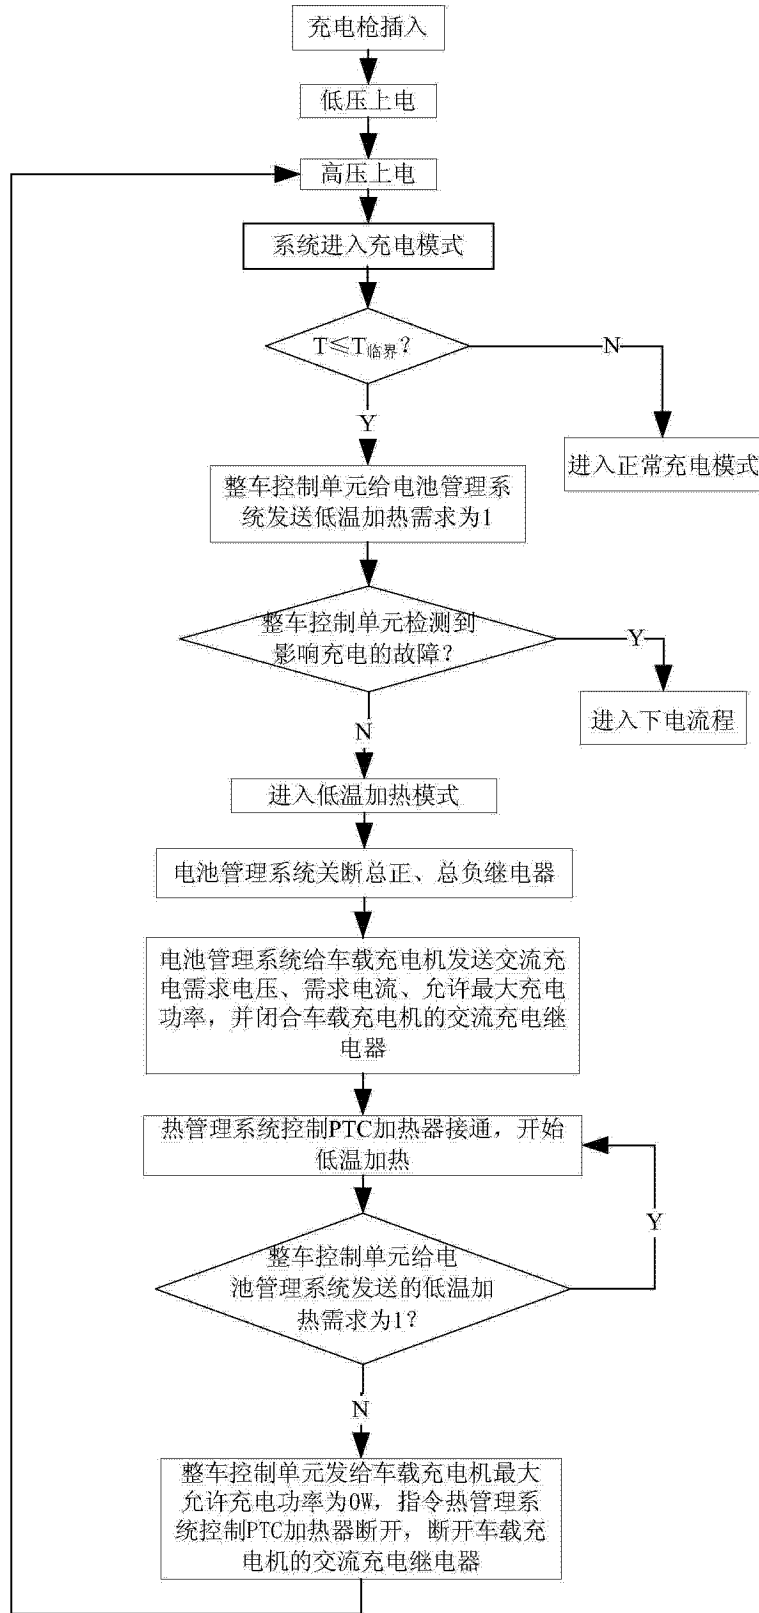 充电枪插入
低压上电
高压上电
系统进入充电模式
T≤T临界?
N
Y
进入正常充电模式
整车控制单元给电池管理系
统发送低温加热需求为1
整车控制单元检测到
影响充电的故障?
Y
进入下电流程
N
进入低温加热模式
电池管理系统关断总正、总负继电器
电池管理系统给车载充电机发送交流充
电需求电压、需求电流、允许最大充电
功率，并闭合车载充电机的交流充电继
电器
热管理系统控制PTC加热器接通，开始
低温加热
Y
整车控制单元给电
池管理系统发送的低温加
热需求为1?
N
整车控制单元发给车载充电机最大
允许充电功率为0W，指令热管理系
统控制PTC加热器断开，断开车载充
电机的交流充电继电器